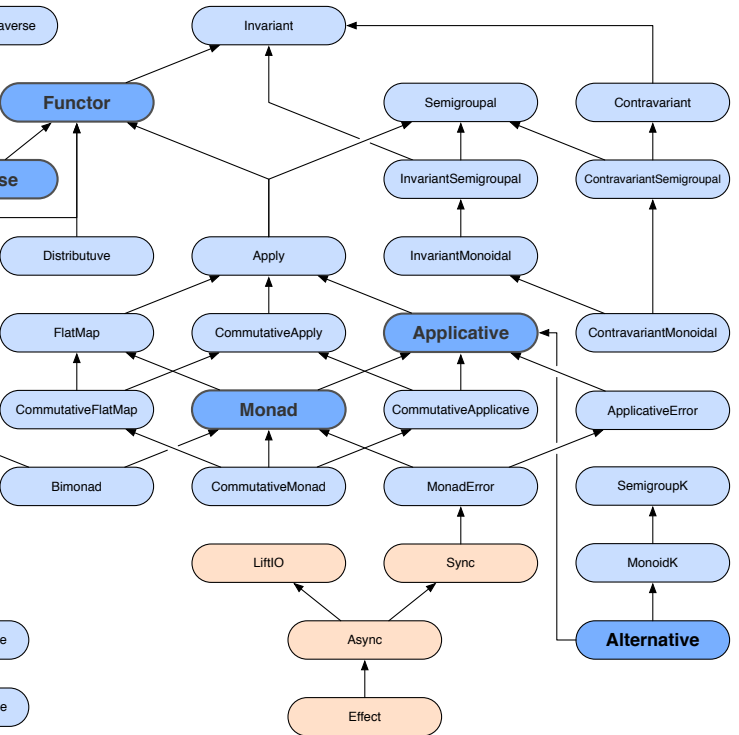 averse
Invariant
Functor
Semigroupal
Contravariant
se
InvariantSemigroupal
ContravariantSemigroupal
Distributuve
Apply
InvariantMonoidal
FlatMap
CommutativeApply
Applicative
ContravariantMonoidal
CommutativeFlatMap
Monad
CommutativeApplicative
ApplicativeError
Bimonad
CommutativeMonad
MonadError
SemigroupK
LiftIO
Sync
MonoidK
e
Async
Alternative
e
Effect